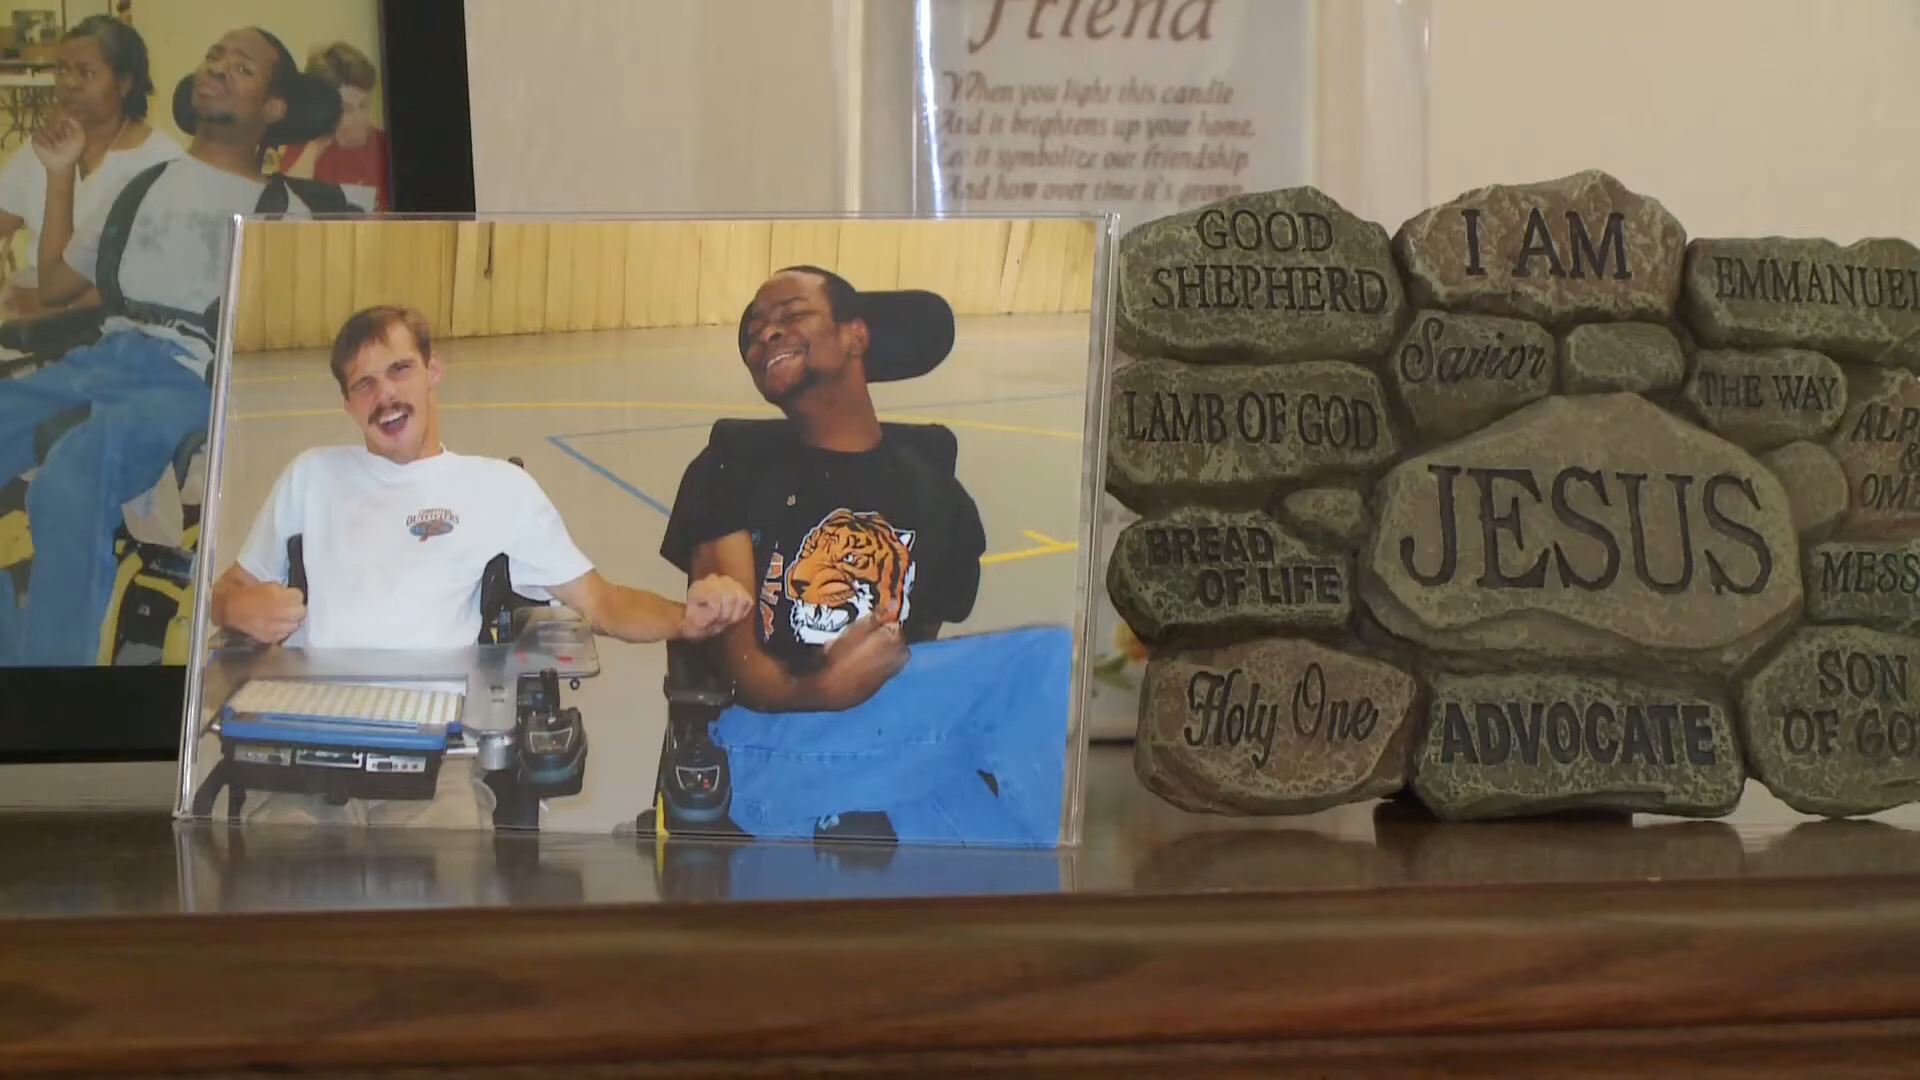 Friend
When you light this candle
And it brightens up your home.
Let it symbolize our friendship
And how over time it's grown
GOOD
SHEPHERD
I AM
EMMANUEL
Savior
THE WAY
LAMB OF GOD
JESUS
BREAD
OF LIFE
Holy One
ADVOCATE
SON
OUTFITTERS